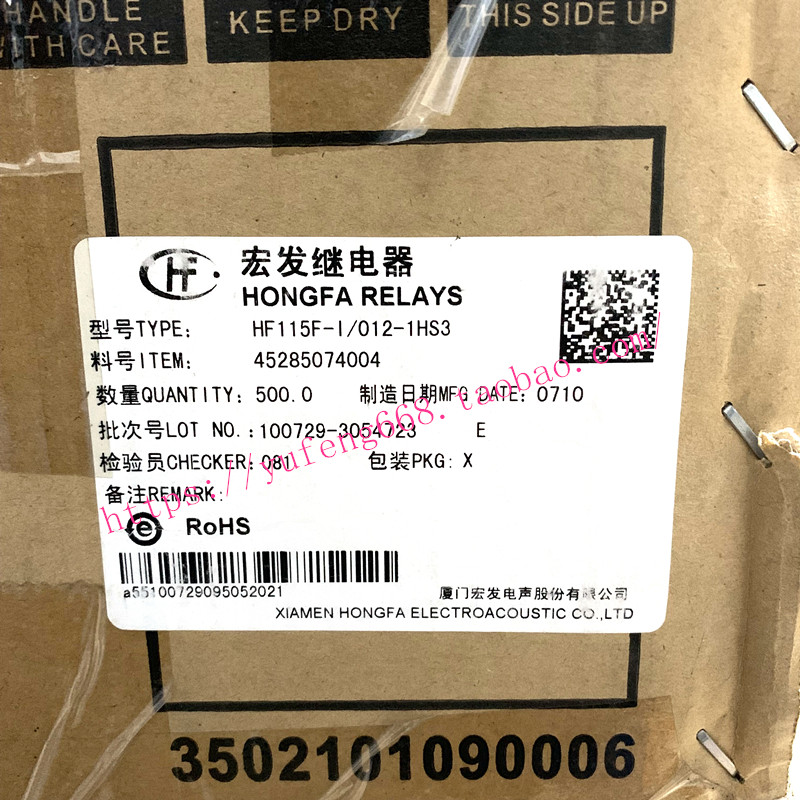 HANDLE
WITH CARE
KEEP DRY
THIS SIDE UP
HF
宏发继电器
HONGFA RELAYS
型号TYPE: HF115F-I/012-1HS3
料号ITEM: 45285074004
数量QUANTITY: 500.0 制造日期MFG DATE: 0710
批次号LOT NO.: 100729-3054723 E
检验员CHECKER: 081 包装PKG: X
备注REMARK:
https://yufeng668.taobao.com/
e RoHS
a55100729095052021
厦门宏发电声股份有限公司
XIAMEN HONGFA ELECTROACOUSTIC CO.,LTD
3502101090006